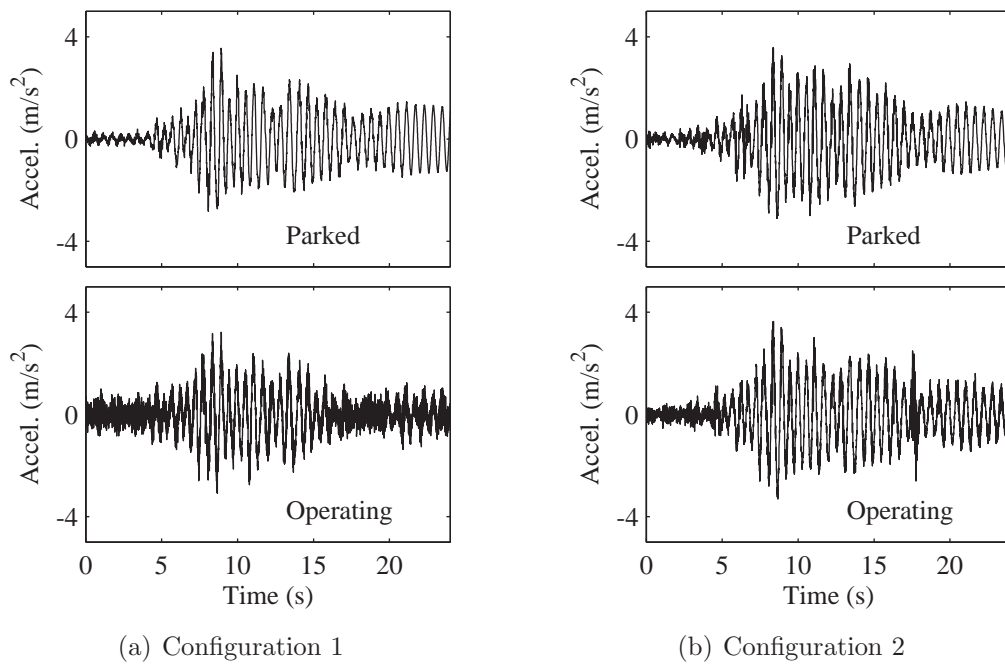 4
0
-4
Accel. (m/s²)
Parked
4
0
-4
Accel. (m/s²)
Operating
0 5 10 15 20
Time (s)
(a) Configuration 1
4
0
-4
Accel. (m/s²)
Parked
4
0
-4
Accel. (m/s²)
Operating
0 5 10 15 20
Time (s)
(b) Configuration 2